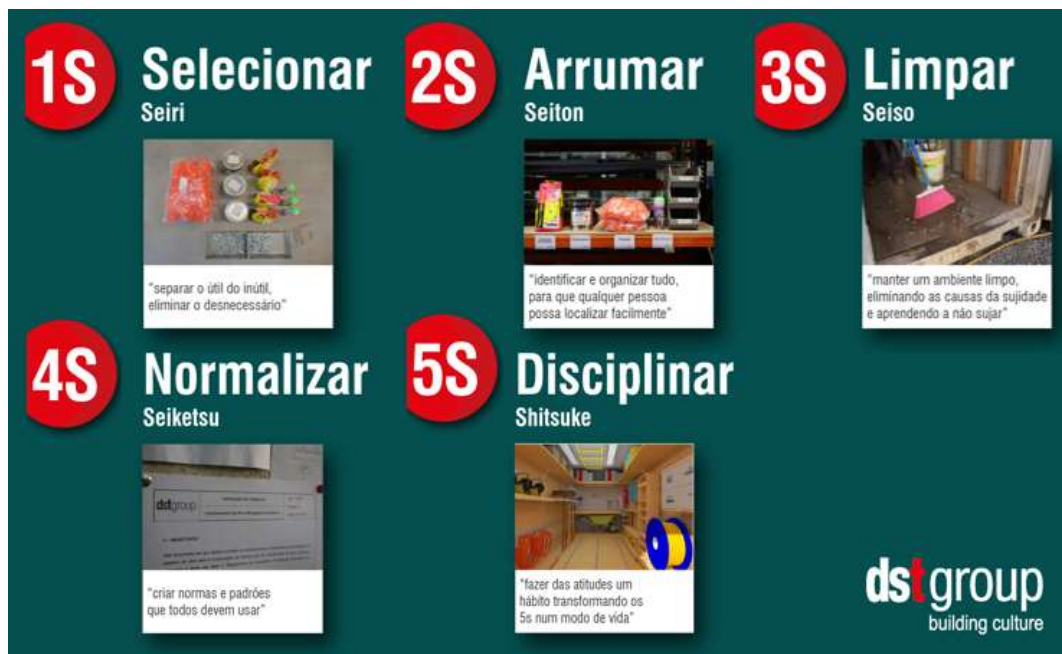 1S
Selecionar
Seiri
"separar o útil do inútil,
eliminar o desnecessário"
2S
Arrumar
Seiton
"identificar e organizar tudo,
para que qualquer pessoa
possa localizar facilmente"
3S
Limpar
Seiso
"manter um ambiente limpo,
eliminando as causas da sujidade
e aprendendo a não sujar"
4S
Normalizar
Seiketsu
dstgroup
"criar normas e padrões
que todos devem usar"
5S
Disciplinar
Shitsuke
"fazer das atitudes um
hábito transformando os
5s num modo de vida"
dstgroup
building culture